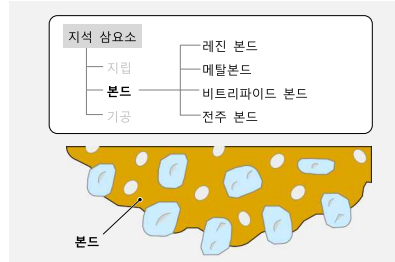 지석 삼요소
지립
본드
기공
레진 본드
메탈본드
비트리파이드 본드
전주 본드
본드